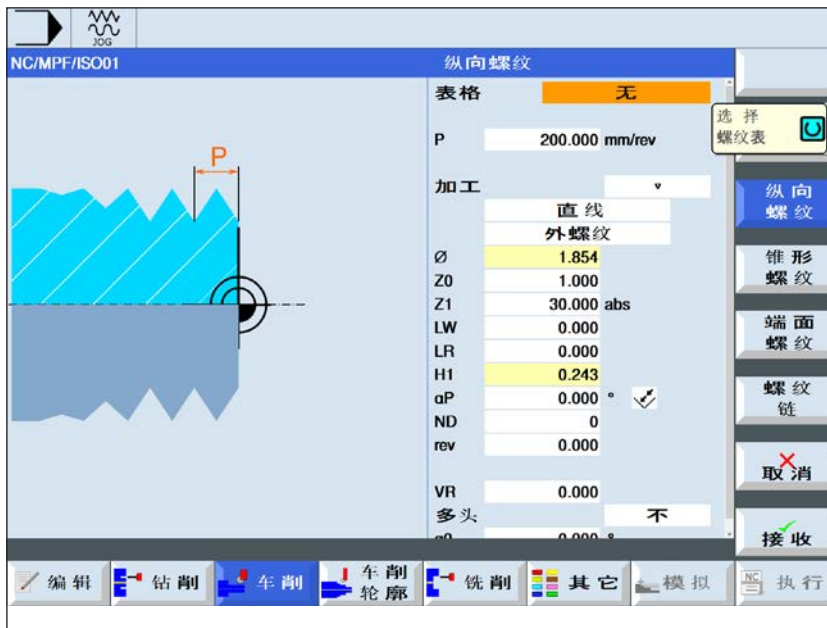 JOG
NC/MPF/ISO01
纵向螺纹
表格 无
选择
螺纹表
P 200.000 mm/rev
P
加工
直线
外螺纹
Ø 1.854
Z0 1.000
Z1 30.000 abs
LW 0.000
LR 0.000
H1 0.243
αP 0.000 °
ND 0
rev 0.000
VR 0.000
多头 不
α0 0.000 °
纵向
螺纹
锥形
螺纹
端面
螺纹
螺纹
链
取消
接收
编辑
钻削
车削
车削
轮廓
铣削
其它
模拟
NC
执行